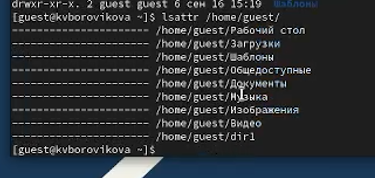 drwxr-xr-x. 2 guest guest 6 сен 16 15:19 Шаблоны
[guest@kvborovikova ~]$ lsattr /home/guest/
---------------------- /home/guest/Рабочий стол
---------------------- /home/guest/Загрузки
---------------------- /home/guest/Шаблоны
---------------------- /home/guest/Общедоступные
---------------------- /home/guest/Документы
---------------------- /home/guest/Музыка
---------------------- /home/guest/Изображения
---------------------- /home/guest/Видео
---------------------- /home/guest/dir1
[guest@kvborovikova ~]$